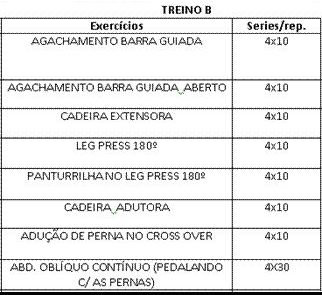 TREINO B
Exercícios Series/rep.
AGACHAMENTO BARRA GUIADA 4x10
AGACHAMENTO BARRA GUIADA ABERTO 4x10
CADEIRA EXTENSORA 4x10
LEG PRESS 180º 4x10
PANTURRILHA NO LEG PRESS 180º 4x10
CADEIRA ADUTORA 4x10
ADUÇÃO DE PERNA NO CROSS OVER 4x10
ABD. OBLÍQUO CONTÍNUO (PEDALANDO 4X30
C/ AS PERNAS)